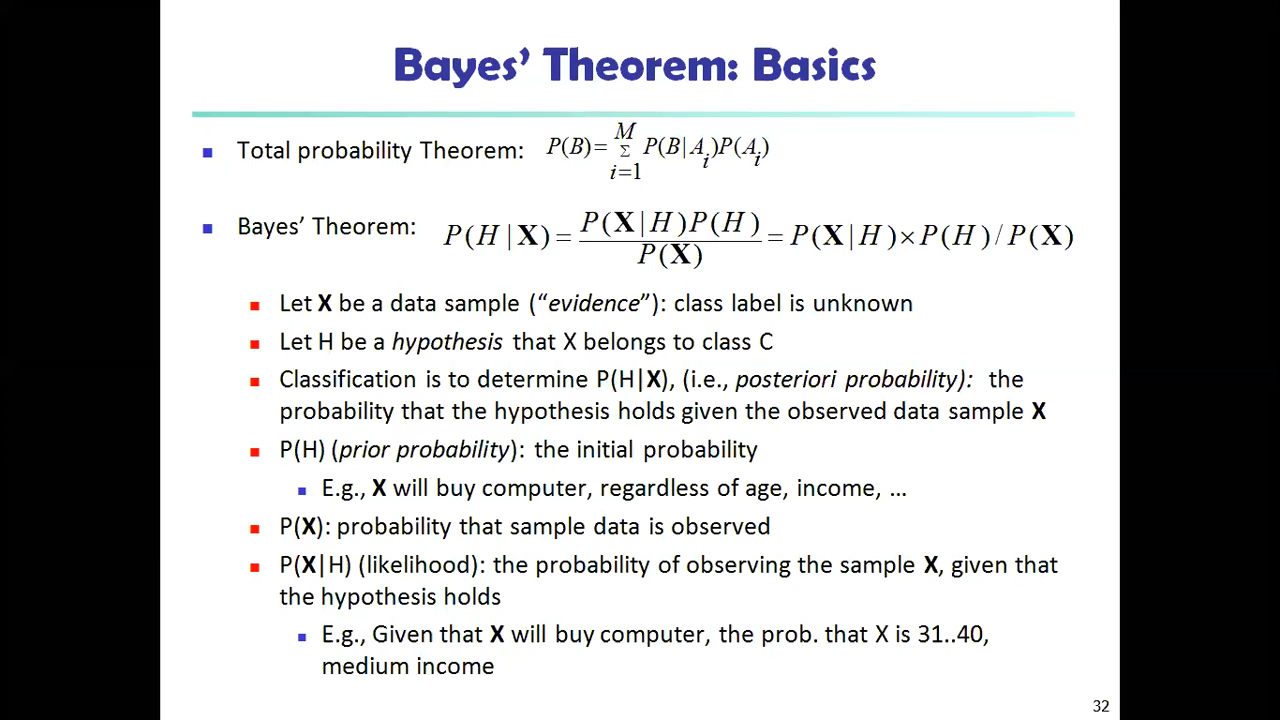 Bayes’ Theorem: Basics
Total probability Theorem: P(B)= M Σ i=1 P(B|A_i)P(A_i)
Bayes’ Theorem: P(H|X)= P(X|H)P(H) / P(X) = P(X|H)×P(H)/P(X)
Let X be a data sample (“evidence”): class label is unknown
Let H be a hypothesis that X belongs to class C
Classification is to determine P(H|X), (i.e., posteriori probability): the
probability that the hypothesis holds given the observed data sample X
P(H) (prior probability): the initial probability
E.g., X will buy computer, regardless of age, income, …
P(X): probability that sample data is observed
P(X|H) (likelihood): the probability of observing the sample X, given that
the hypothesis holds
E.g., Given that X will buy computer, the prob. that X is 31..40,
medium income
32